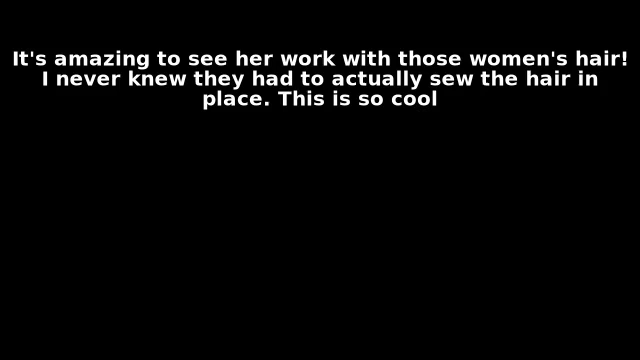 It's amazing to see her work with those women's hair!
I never knew they had to actually sew the hair in
place. This is so cool